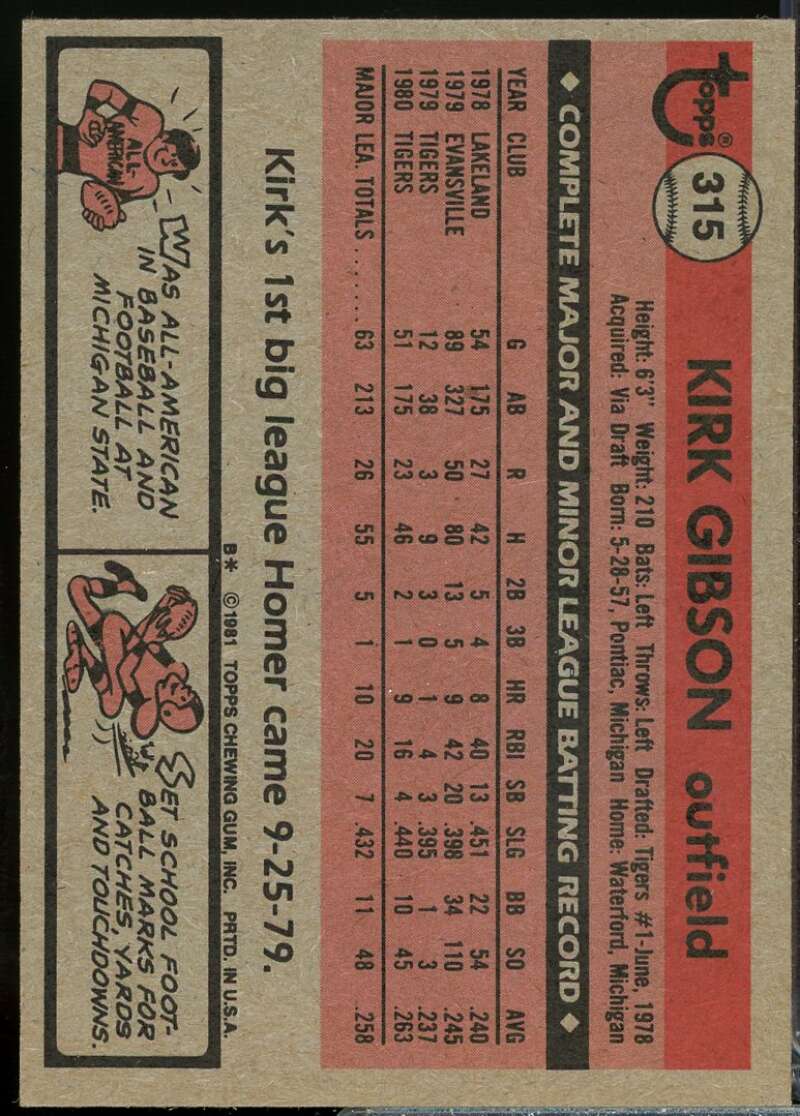 topps®
315
KIRK GIBSON outfield
Height: 6'3" Weight: 210 Bats: Left Throws: Left Drafted: Tigers #1-June, 1978
Acquired: Via Draft Born: 5-28-57, Pontiac, Michigan Home: Waterford, Michigan
◆ COMPLETE MAJOR AND MINOR LEAGUE BATTING RECORD ◆
YEAR CLUB G AB R H 2B 3B HR RBI SB SLG BB SO AVG
1978 LAKELAND 54 175 27 42 5 4 8 40 13 .451 22 54 .240
1979 EVANSVILLE 89 327 50 80 13 5 9 42 20 .398 34 110 .245
1979 TIGERS 12 38 3 9 3 0 1 4 3 .395 1 3 .237
1980 TIGERS 51 175 23 46 2 1 9 16 4 .440 10 45 .263
MAJOR LEA. TOTALS ....... 63 213 26 55 5 1 10 20 7 .432 11 48 .258
Kirk's 1st big league Homer came 9-25-79.
B* © 1981 TOPPS CHEWING GUM, INC. PRTD. IN U.S.A.
ALL-
AMERICAN
WAS ALL-AMERICAN
IN BASEBALL AND
FOOTBALL AT
MICHIGAN STATE.
SET SCHOOL FOOT-
BALL MARKS FOR
CATCHES, YARDS
AND TOUCHDOWNS.